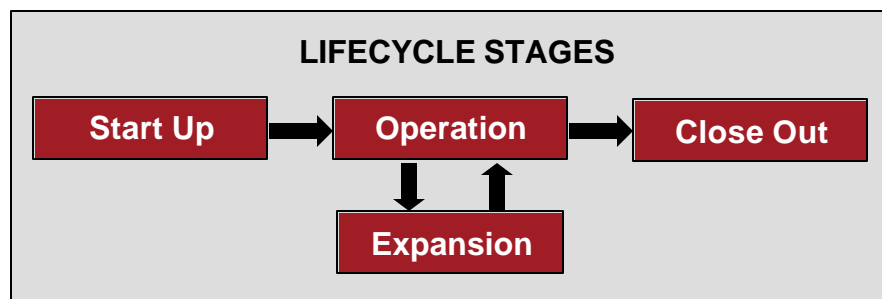 LIFECYCLE STAGES
Start Up
Operation
Close Out
Expansion